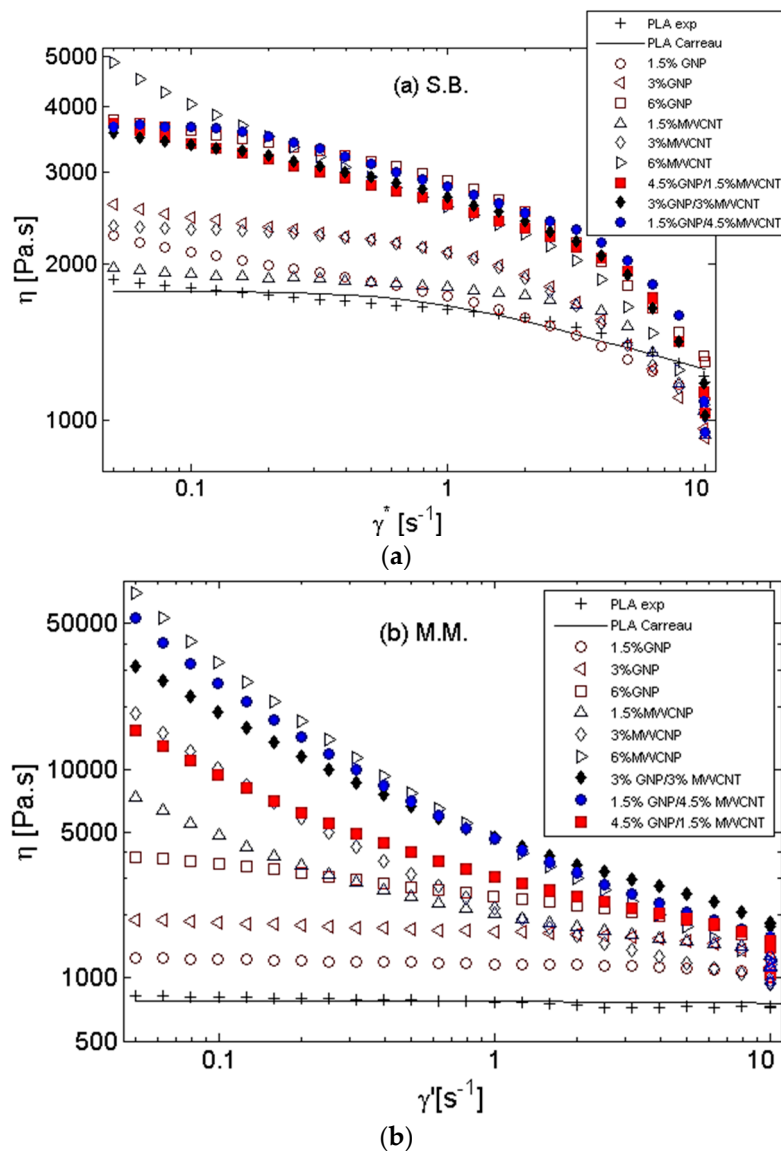 (a) S.B.
η [Pa.s]
5000
4000
3000
2000
1000
0.1
1
10
γ* [s⁻¹]
PLA exp
PLA Carreau
1.5% GNP
3%GNP
6%GNP
1.5%MWCNT
3%MWCNT
6%MWCNT
4.5%GNP/1.5%MWCNT
3%GNP/3%MWCNT
1.5%GNP/4.5%MWCNT
(a)
(b) M.M.
η [Pa.s]
50000
10000
5000
1000
500
0.1
1
10
γ'[s⁻¹]
PLA exp
PLA Carreau
1.5%GNP
3%GNP
6%GNP
1.5%MWCNP
3%MWCNP
6%MWCNP
3% GNP/3% MWCNT
1.5% GNP/4.5% MWCNT
4.5% GNP/1.5% MWCNT
(b)